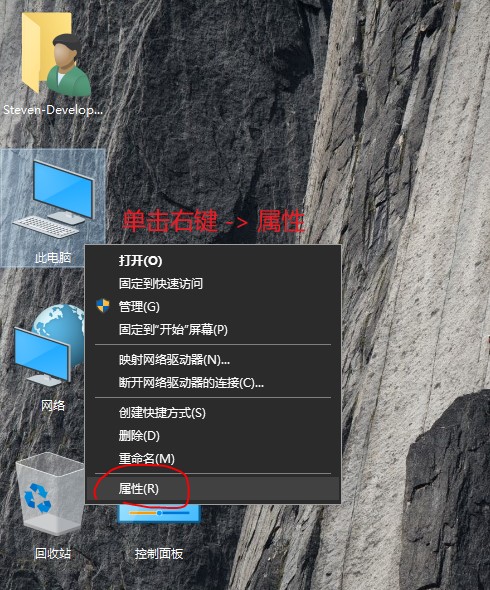 Steven-Develop...
单击右键 -> 属性
此电脑
打开(O)
固定到快速访问
管理(G)
固定到"开始"屏幕(P)
映射网络驱动器(N)...
断开网络驱动器的连接(C)...
创建快捷方式(S)
删除(D)
重命名(M)
属性(R)
网络
回收站
控制面板